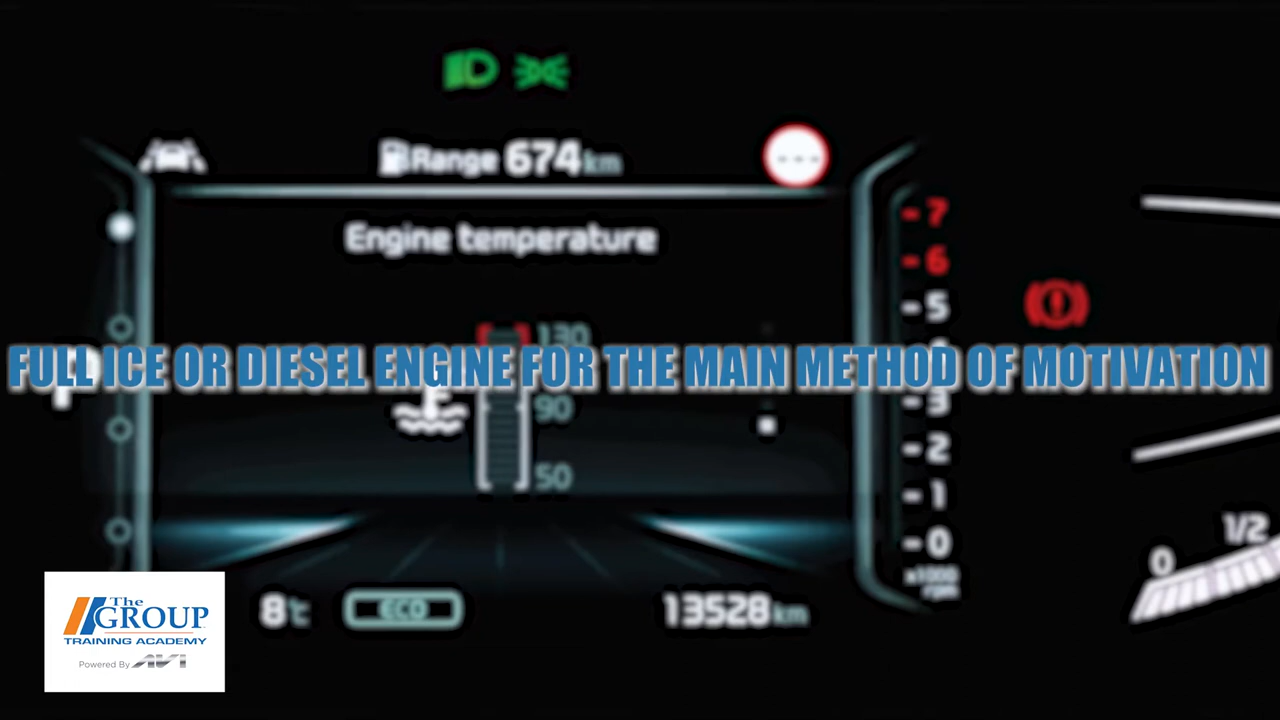 Range 674 km
---
Engine temperature
7
6
5
130
FULL ICE OR DIESEL ENGINE FOR THE MAIN METHOD OF MOTIVATION
90
3
2
50
1
0
1/2
0
x1000
rpm
8°C
ECO
13528 km
The
GROUP
TRAINING ACADEMY
Powered By AVI